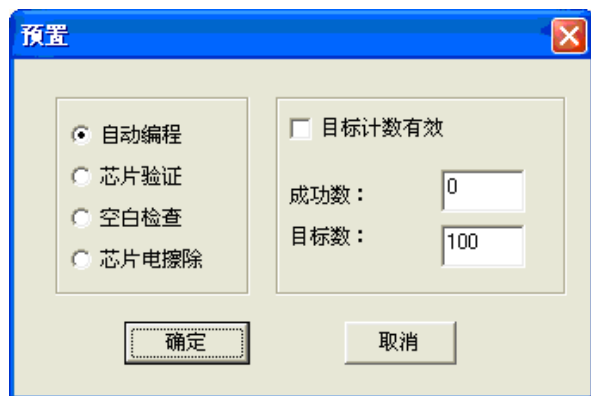 预置
自动编程
芯片验证
空白检查
芯片电擦除
目标计数有效
成功数：
0
目标数：
100
确定
取消